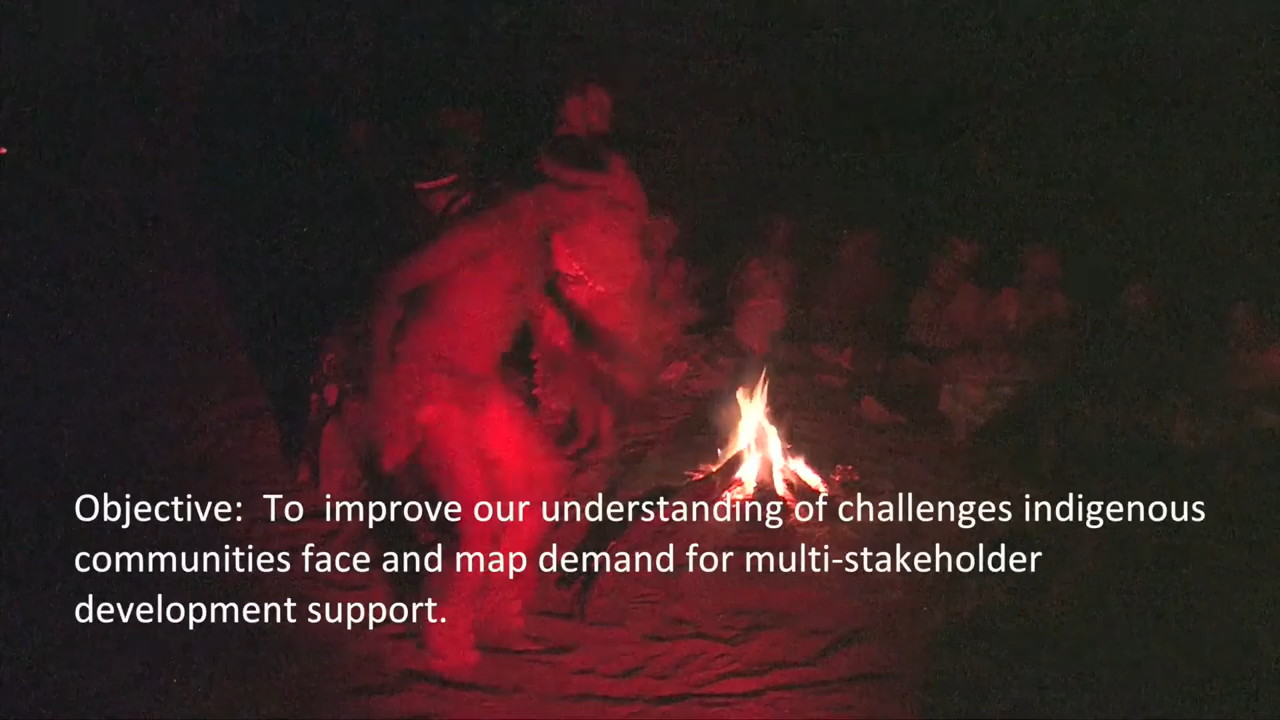 Objective:  To  improve our understanding of challenges indigenous
communities face and map demand for multi-stakeholder
development support.